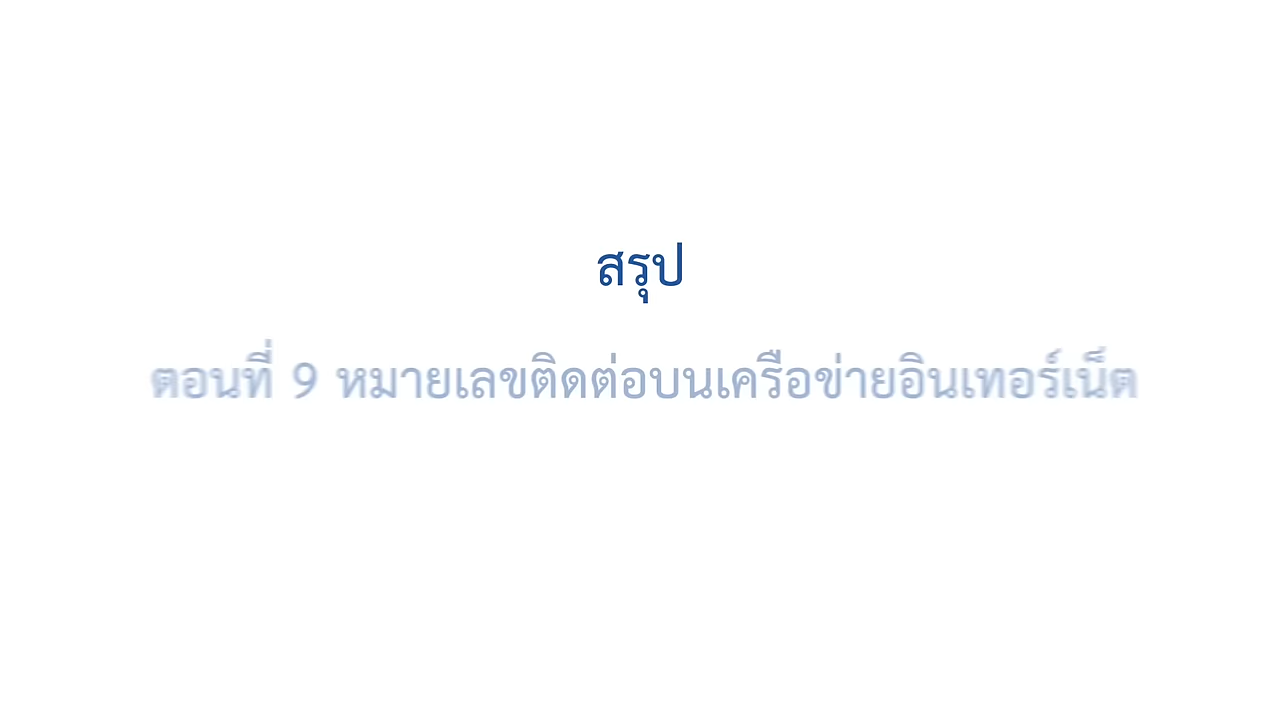 สรุป
ตอนที่ 9 หมายเลขติดต่อบนเครือข่ายอินเทอร์เน็ต